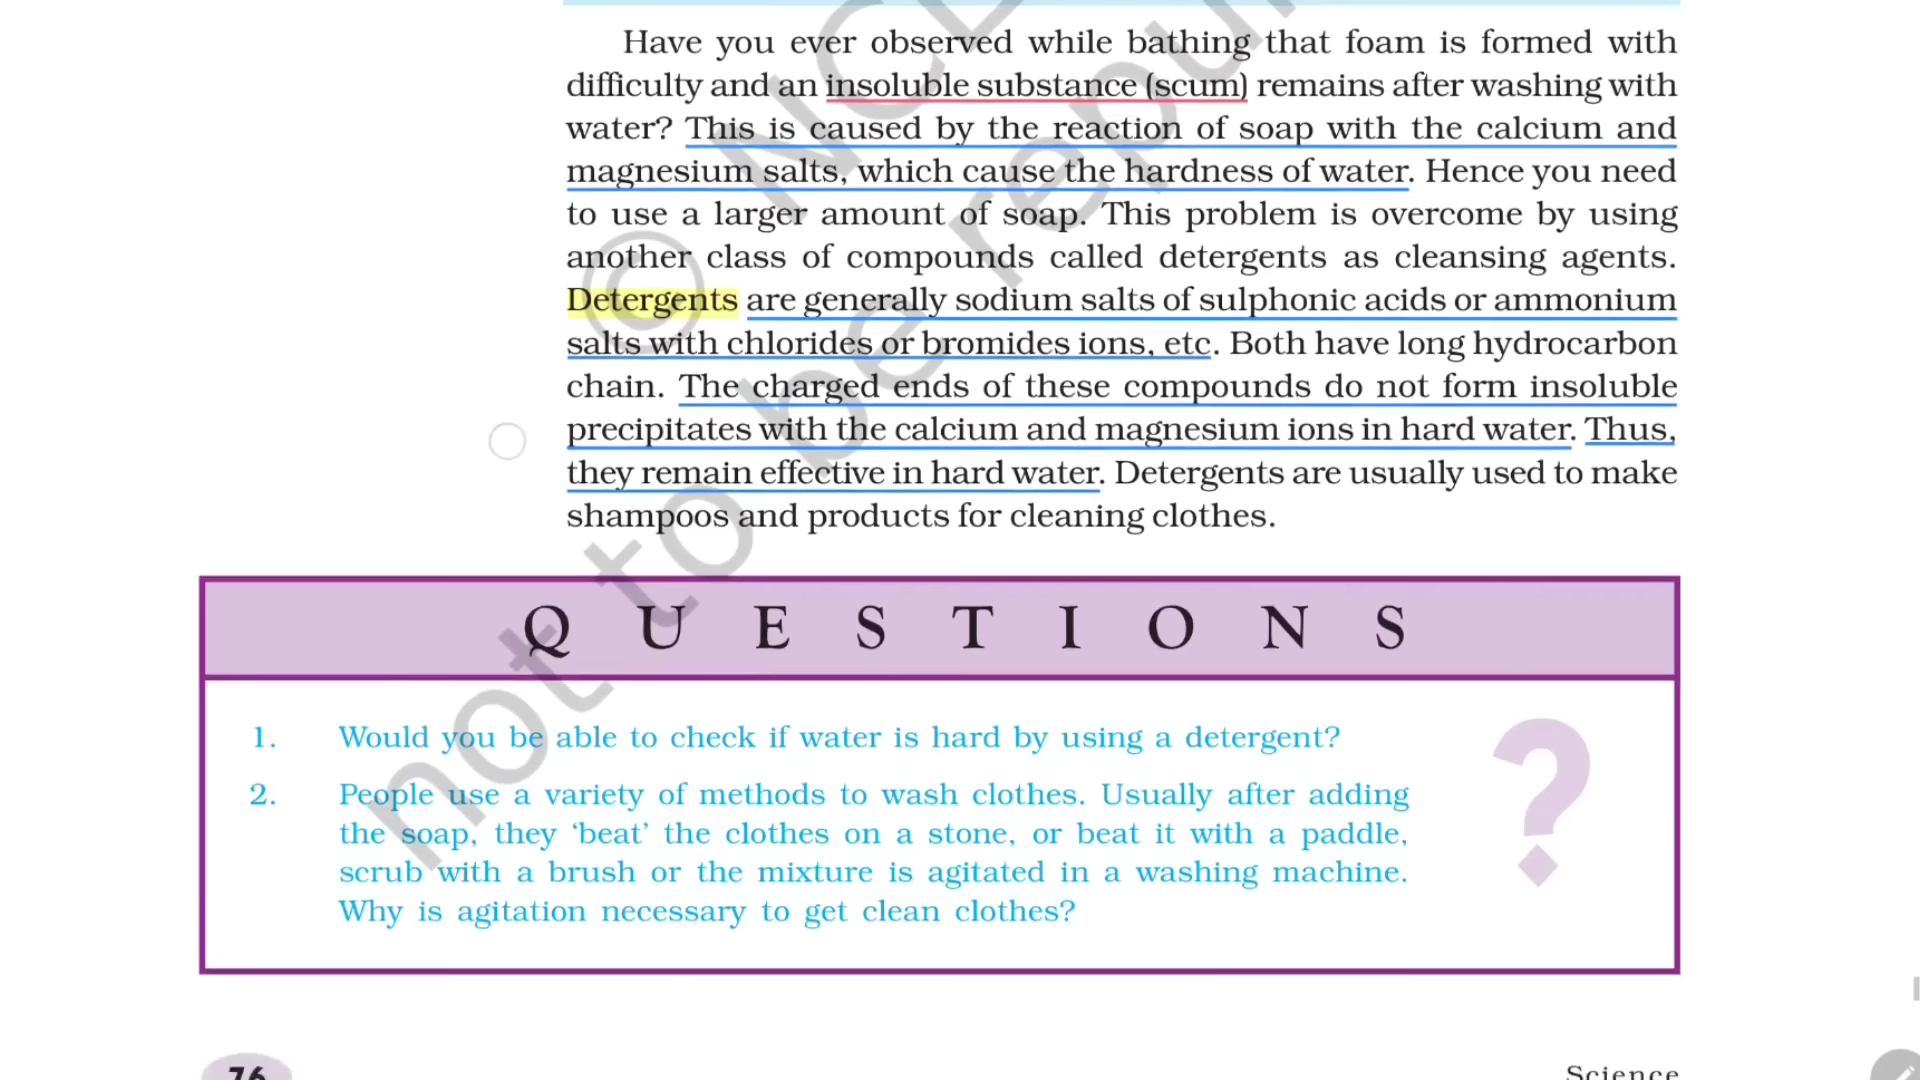 Have you ever observed while bathing that foam is formed with
difficulty and an insoluble substance (scum) remains after washing with
water? This is caused by the reaction of soap with the calcium and
magnesium salts, which cause the hardness of water. Hence you need
to use a larger amount of soap. This problem is overcome by using
another class of compounds called detergents as cleansing agents.
Detergents are generally sodium salts of sulphonic acids or ammonium
salts with chlorides or bromides ions, etc. Both have long hydrocarbon
chain. The charged ends of these compounds do not form insoluble
precipitates with the calcium and magnesium ions in hard water. Thus,
they remain effective in hard water. Detergents are usually used to make
shampoos and products for cleaning clothes.
QUESTIONS
1. Would you be able to check if water is hard by using a detergent?
2. People use a variety of methods to wash clothes. Usually after adding
the soap, they ‘beat’ the clothes on a stone, or beat it with a paddle,
scrub with a brush or the mixture is agitated in a washing machine.
Why is agitation necessary to get clean clothes?
?
76
Science
not to be
©